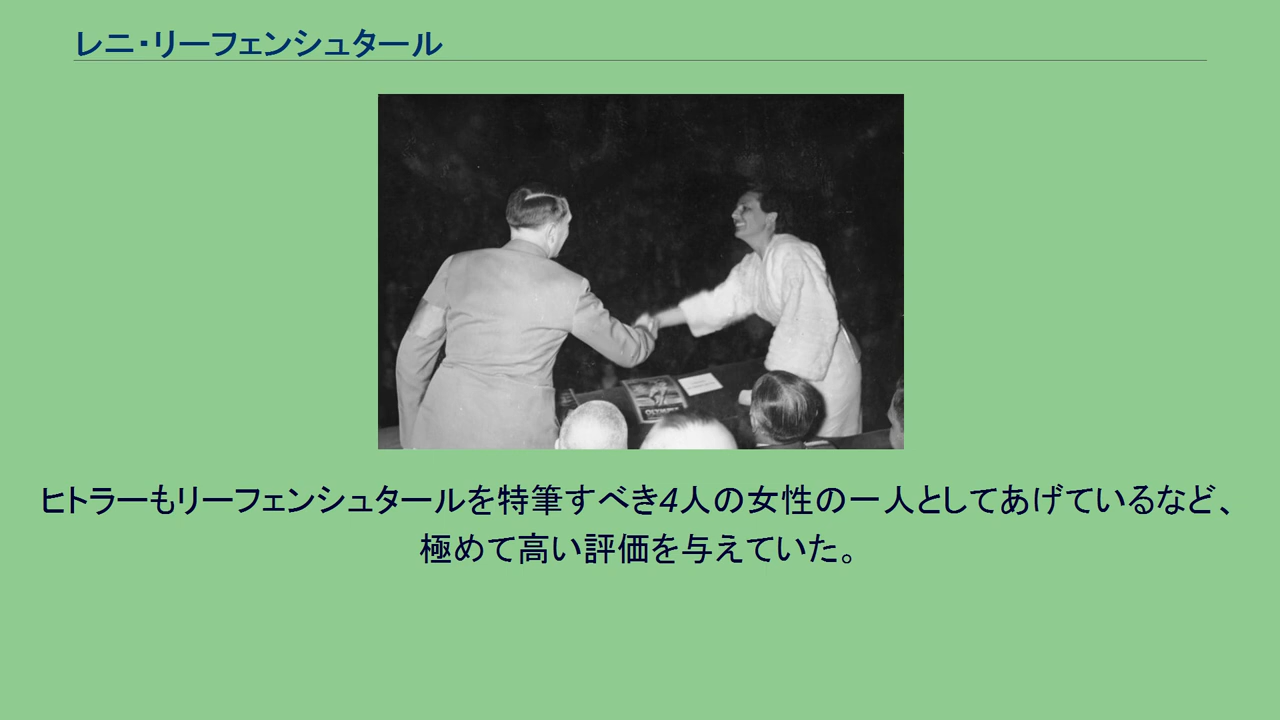 レニ・リーフェンシュタール
OLYMPIA
ヒトラーもリーフェンシュタールを特筆すべき4人の女性の一人としてあげているなど、
極めて高い評価を与えていた。